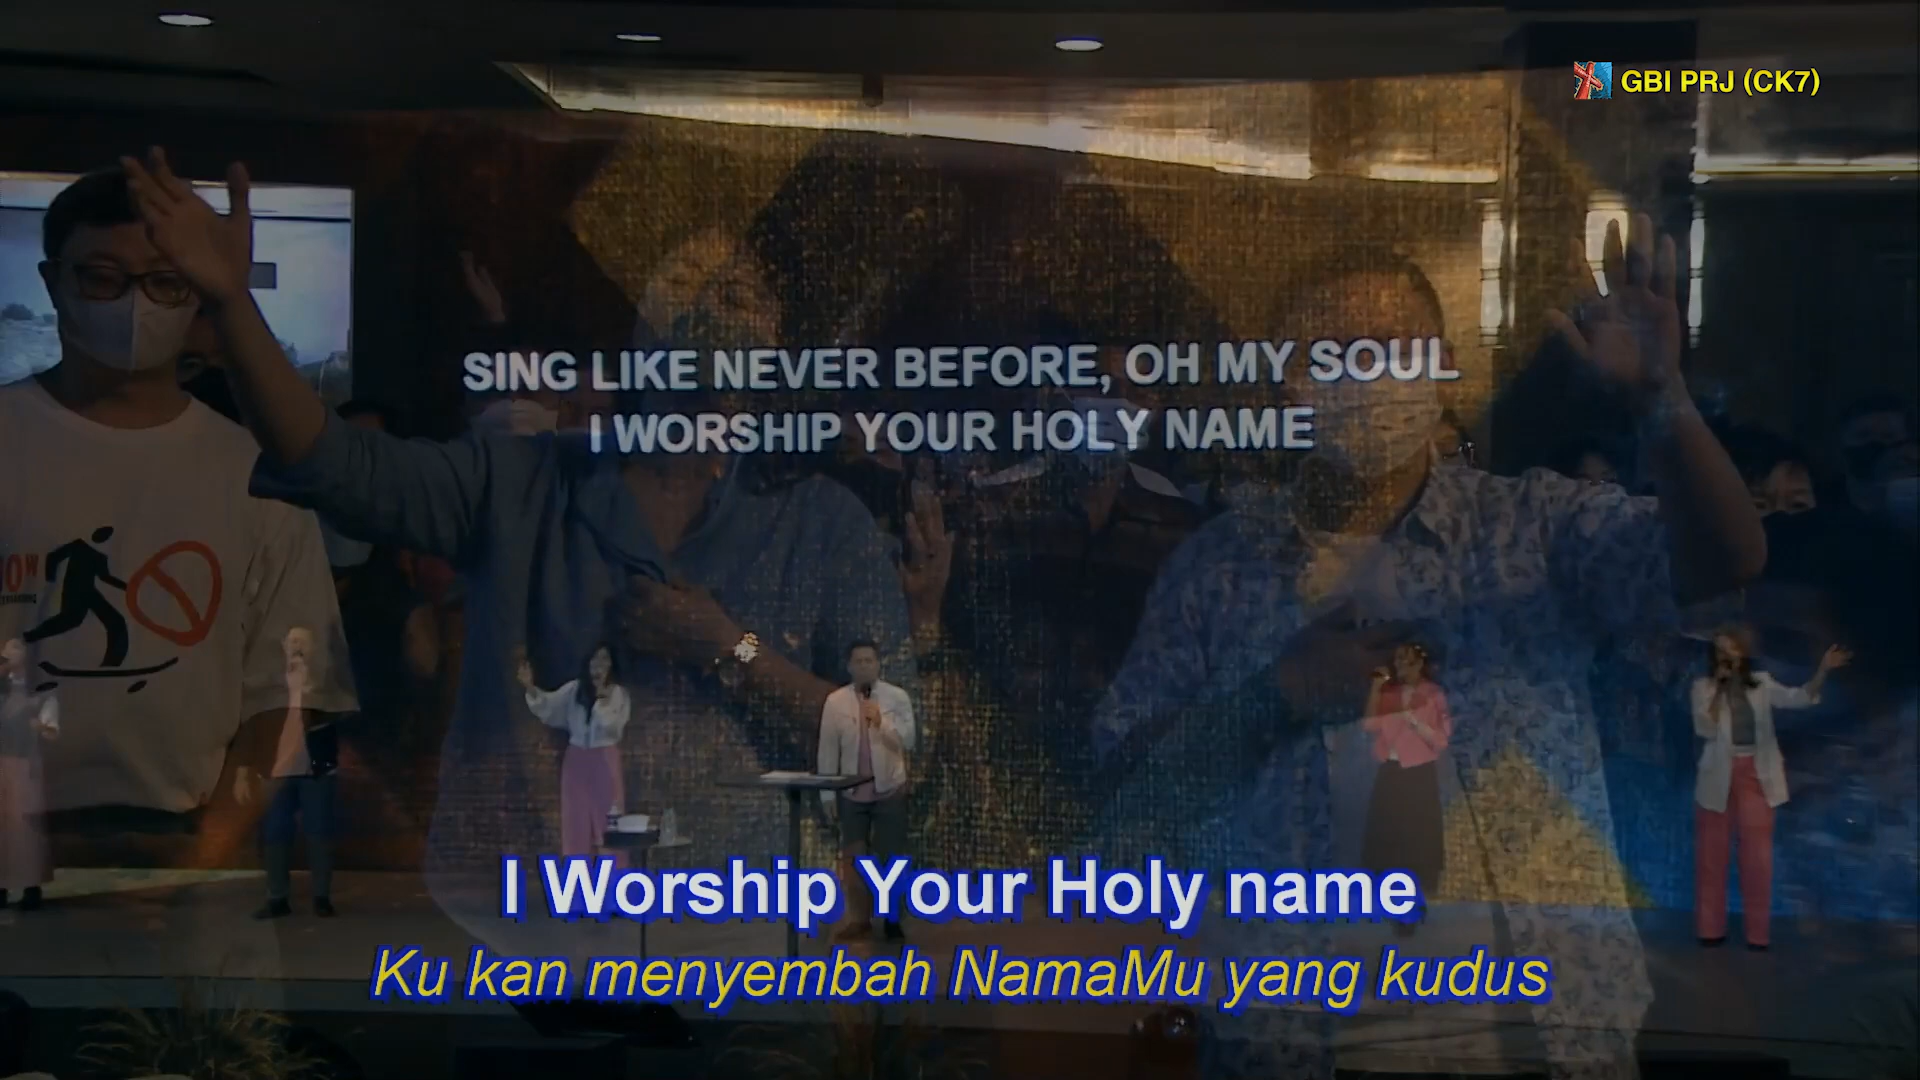 GBI PRJ (CK7)
SING LIKE NEVER BEFORE, OH MY SOUL
I WORSHIP YOUR HOLY NAME
I Worship Your Holy name
Ku kan menyembah NamaMu yang kudus